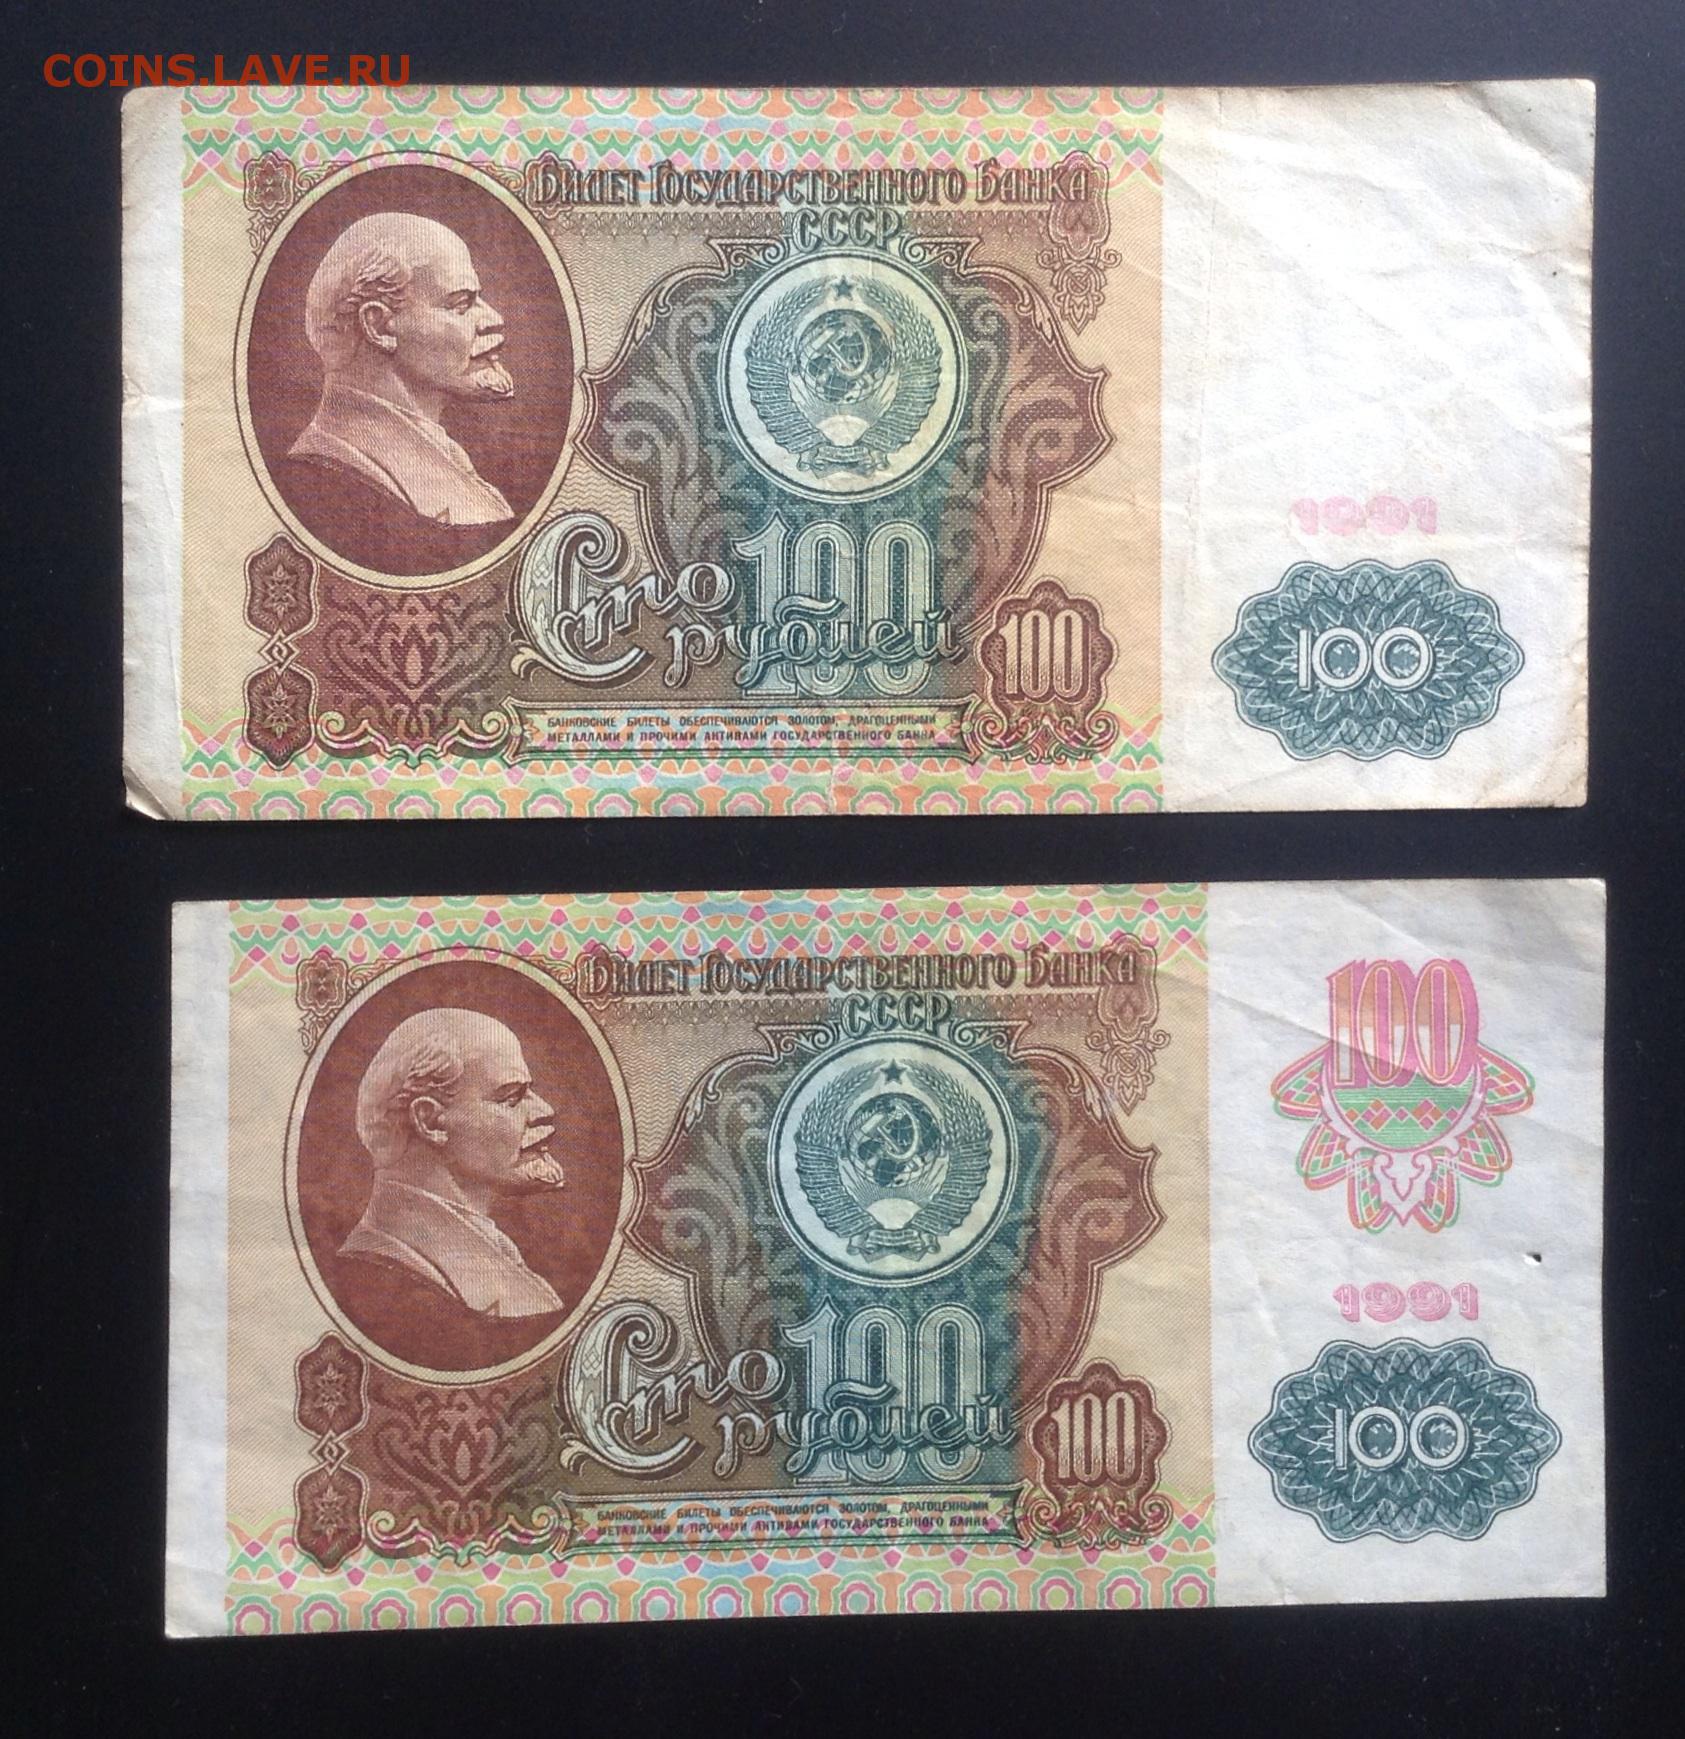 COINS.LAVE.RU
БИЛЕТ ГОСУДАРСТВЕННОГО БАНКА
СССР
1991
100
Сто
рублей
100
100
БАНКОВСКИЕ БИЛЕТЫ ОБЕСПЕЧИВАЮТСЯ ЗОЛОТОМ, ДРАГОЦЕННЫМИ
МЕТАЛЛАМИ И ПРОЧИМИ АКТИВАМИ ГОСУДАРСТВЕННОГО БАНКА
БИЛЕТ ГОСУДАРСТВЕННОГО БАНКА
СССР
100
1991
100
Сто
рублей
100
100
БАНКОВСКИЕ БИЛЕТЫ ОБЕСПЕЧИВАЮТСЯ ЗОЛОТОМ, ДРАГОЦЕННЫМИ
МЕТАЛЛАМИ И ПРОЧИМИ АКТИВАМИ ГОСУДАРСТВЕННОГО БАНКА